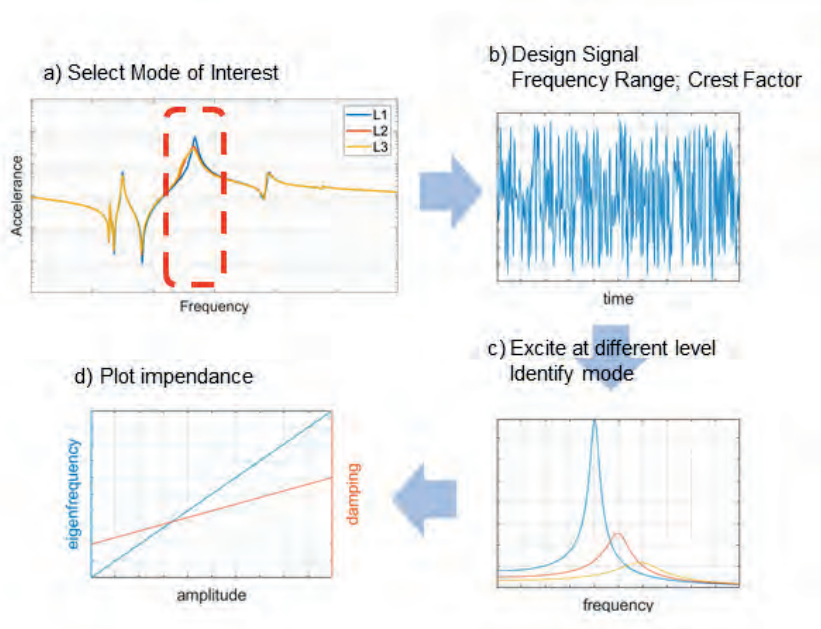 a) Select Mode of Interest
L1
L2
L3
Accelerance
Frequency
b) Design Signal
Frequency Range; Crest Factor
time
c) Excite at different level
Identify mode
frequency
d) Plot impendance
eigenfrequency
damping
amplitude